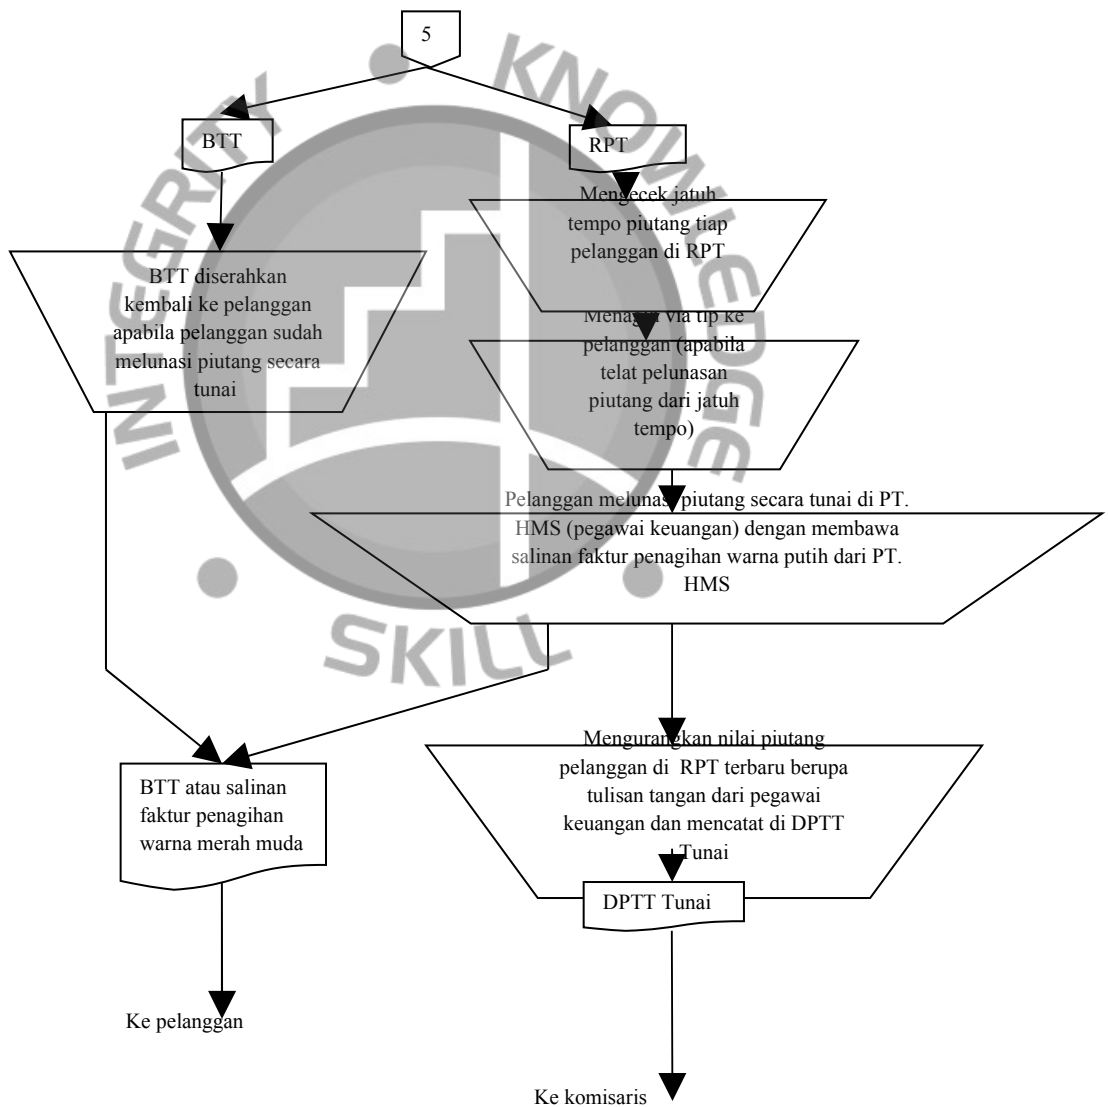 5
BTT
RPT
Mengecek jatuh
tempo piutang tiap
pelanggan di RPT
BTT diserahkan
kembali ke pelanggan
apabila pelanggan sudah
melunasi piutang secara
tunai
via tlp ke
pelanggan (apabila
telat pelunasan
piutang dari jatuh
tempo)
Pelanggan melunasi piutang secara tunai di PT.
HMS (pegawai keuangan) dengan membawa
salinan faktur penagihan warna putih dari PT.
HMS
Mengurangkan nilai piutang
pelanggan di RPT terbaru berupa
tulisan tangan dari pegawai
keuangan dan mencatat di DPTT
Tunai
BTT atau salinan
faktur penagihan
warna merah muda
DPTT Tunai
Ke pelanggan
Ke komisaris
INTEGRITY
KNOWLEDGE
SKILL